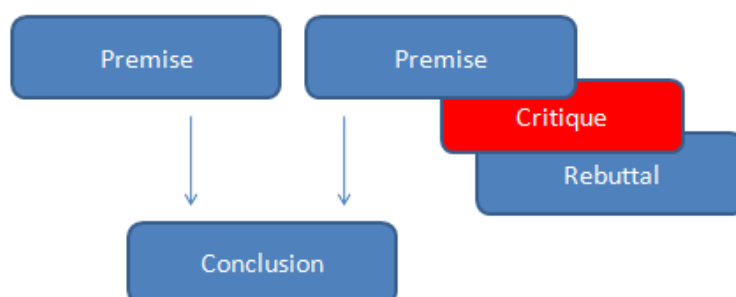 Premise
Premise
Critique
Rebuttal
Conclusion